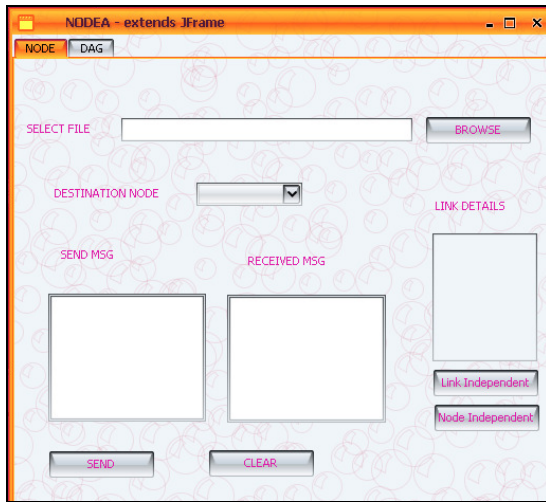 NODEA - extends JFrame
NODE DAG
SELECT FILE BROWSE
DESTINATION NODE
LINK DETAILS
SEND MSG RECEIVED MSG
Link Independent
Node Independent
SEND CLEAR